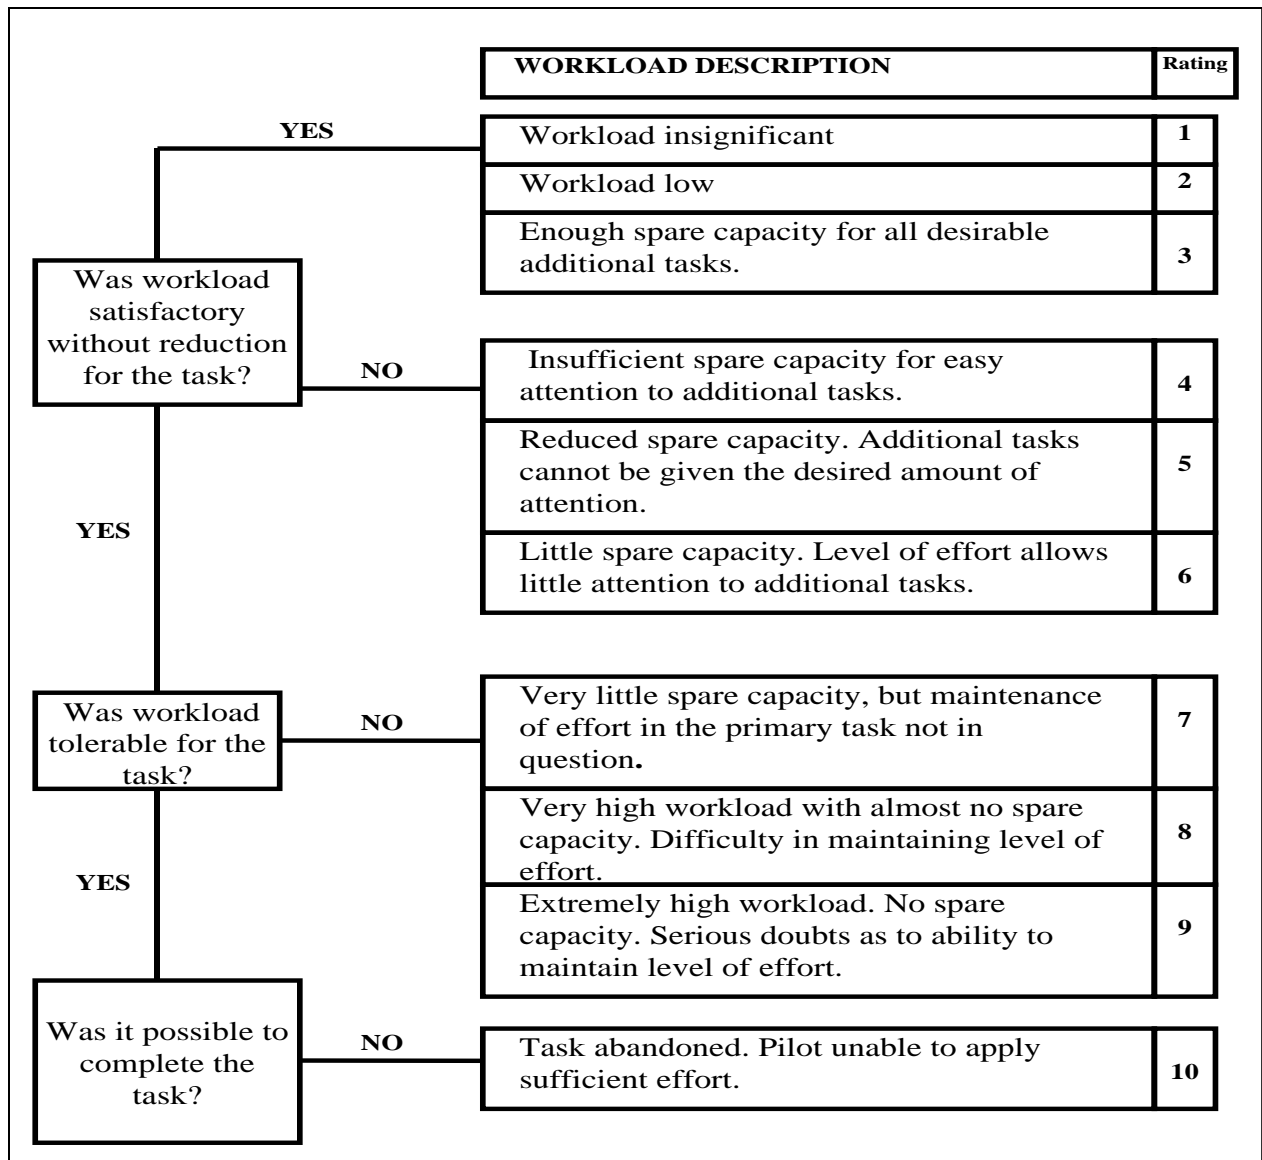 WORKLOAD DESCRIPTION
Rating
YES
Workload insignificant
1
Workload low
2
Enough spare capacity for all desirable
additional tasks.
3
Was workload
satisfactory
without reduction
for the task?
NO
Insufficient spare capacity for easy
attention to additional tasks.
4
Reduced spare capacity. Additional tasks
cannot be given the desired amount of
attention.
5
YES
Little spare capacity. Level of effort allows
little attention to additional tasks.
6
Was workload
tolerable for the
task?
NO
Very little spare capacity, but maintenance
of effort in the primary task not in
question.
7
Very high workload with almost no spare
capacity. Difficulty in maintaining level of
effort.
8
YES
Extremely high workload. No spare
capacity. Serious doubts as to ability to
maintain level of effort.
9
Was it possible to
complete the
task?
NO
Task abandoned. Pilot unable to apply
sufficient effort.
10